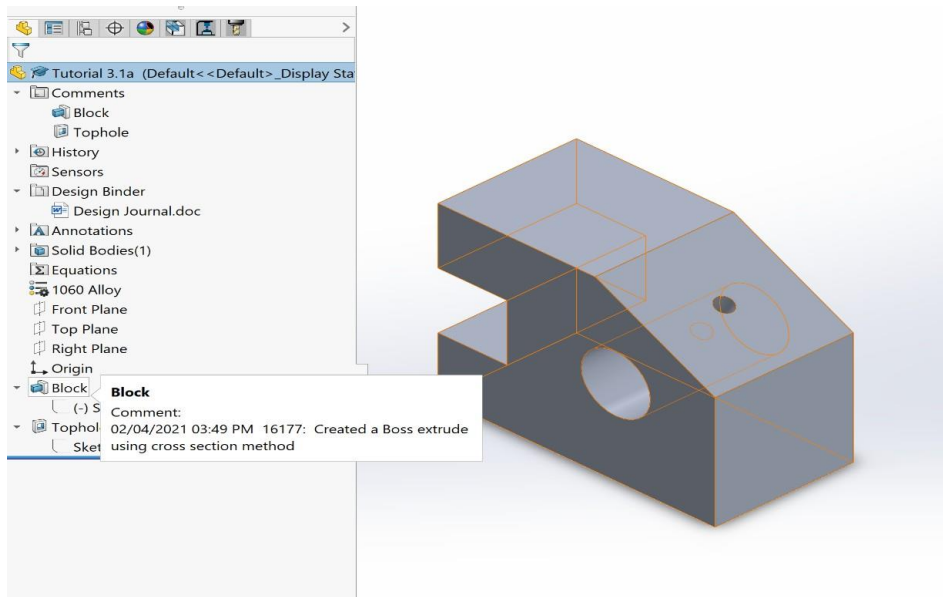 Tutorial 3.1a (Default<<Default>_Display Sta
Comments
Block
Tophole
History
Sensors
Design Binder
Design Journal.doc
Annotations
Solid Bodies(1)
Equations
1060 Alloy
Front Plane
Top Plane
Right Plane
Origin
Block
(-) S
Tophol
Sket
Block
Comment:
02/04/2021 03:49 PM 16177: Created a Boss extrude
using cross section method